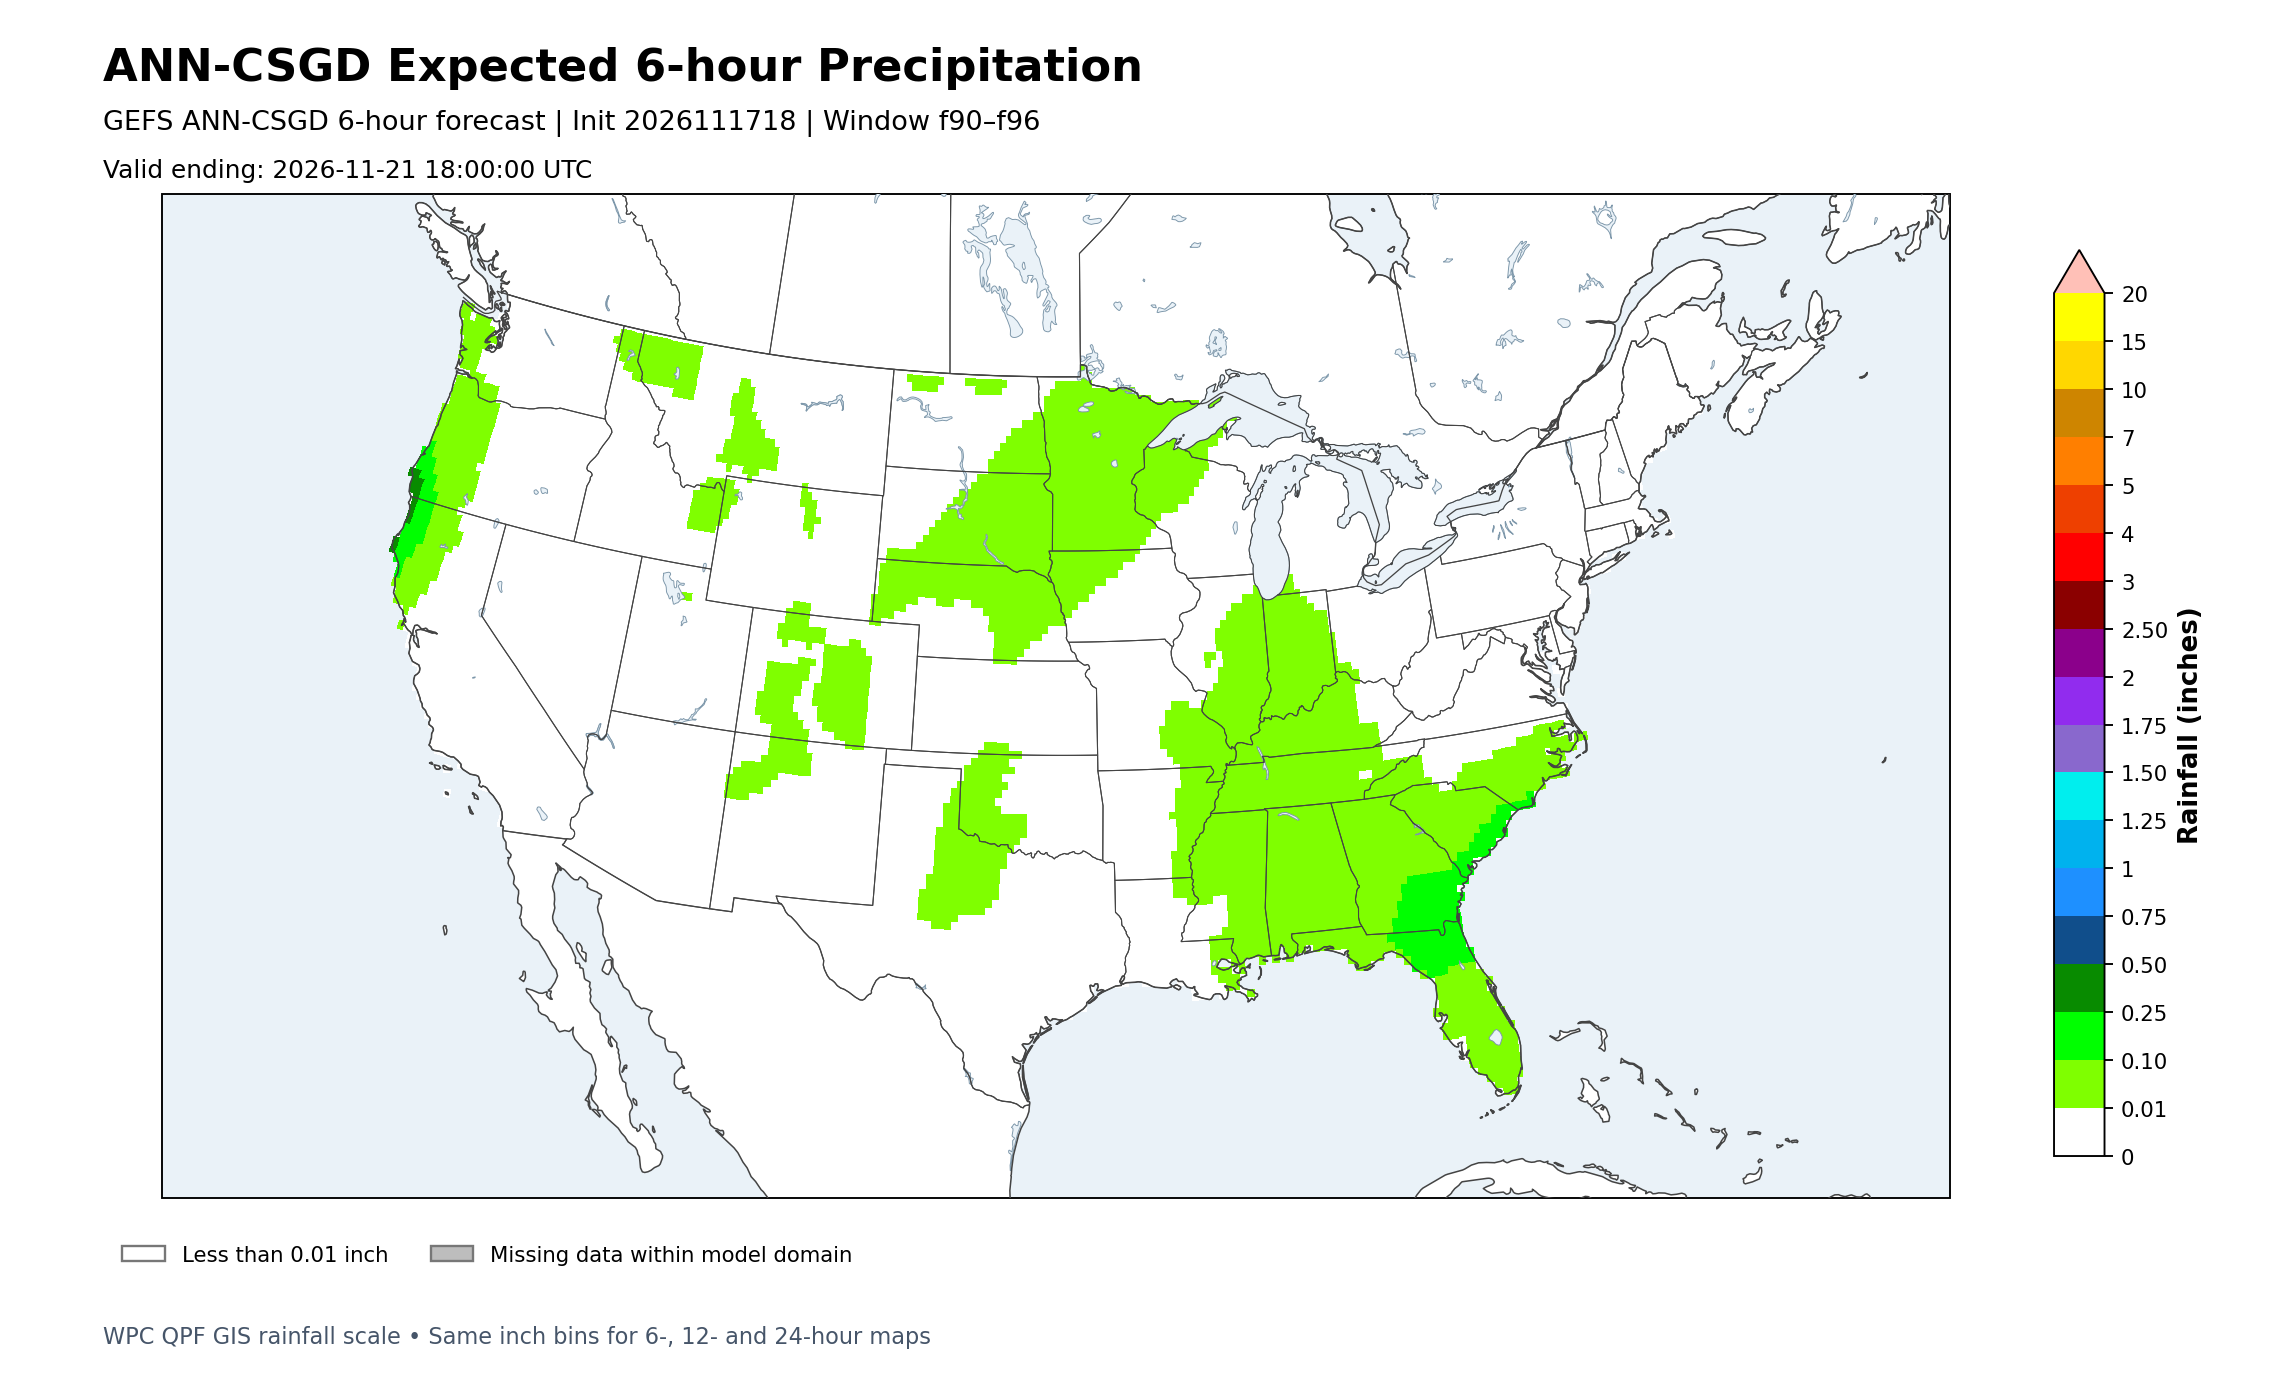 ANN-CSGD Expected 6-hour Precipitation
GEFS ANN-CSGD 6-hour forecast | Init 2026111718 | Window f90–f96
Valid ending: 2026-11-21 18:00:00 UTC
20
15
10
7
5
4
3
2.50
2
1.75
1.50
1.25
1
0.75
0.50
0.25
0.10
0.01
0
Rainfall (inches)
Less than 0.01 inch
Missing data within model domain
WPC QPF GIS rainfall scale • Same inch bins for 6-, 12- and 24-hour maps